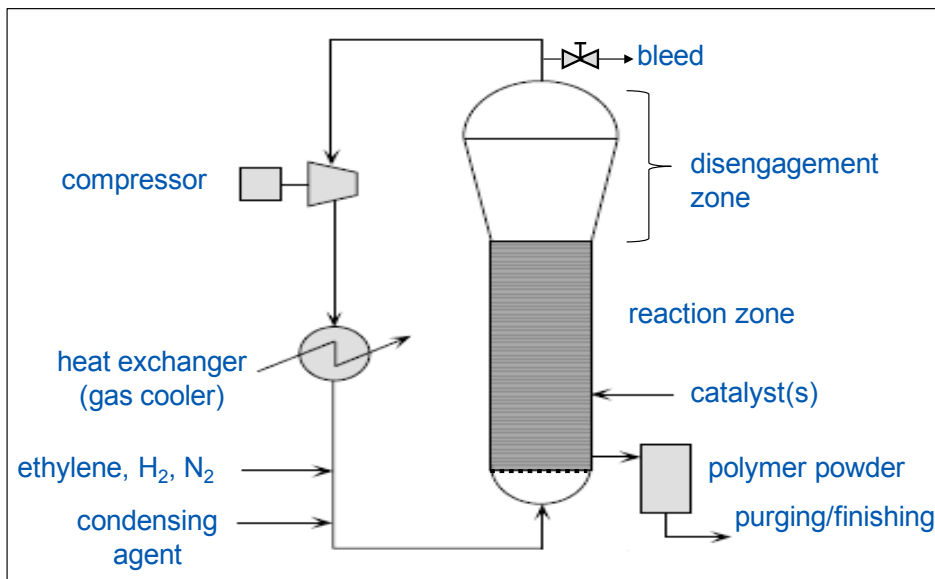 bleed
compressor
disengagement
zone
reaction zone
heat exchanger
(gas cooler)
catalyst(s)
ethylene, H₂, N₂
polymer powder
condensing
agent
purging/finishing